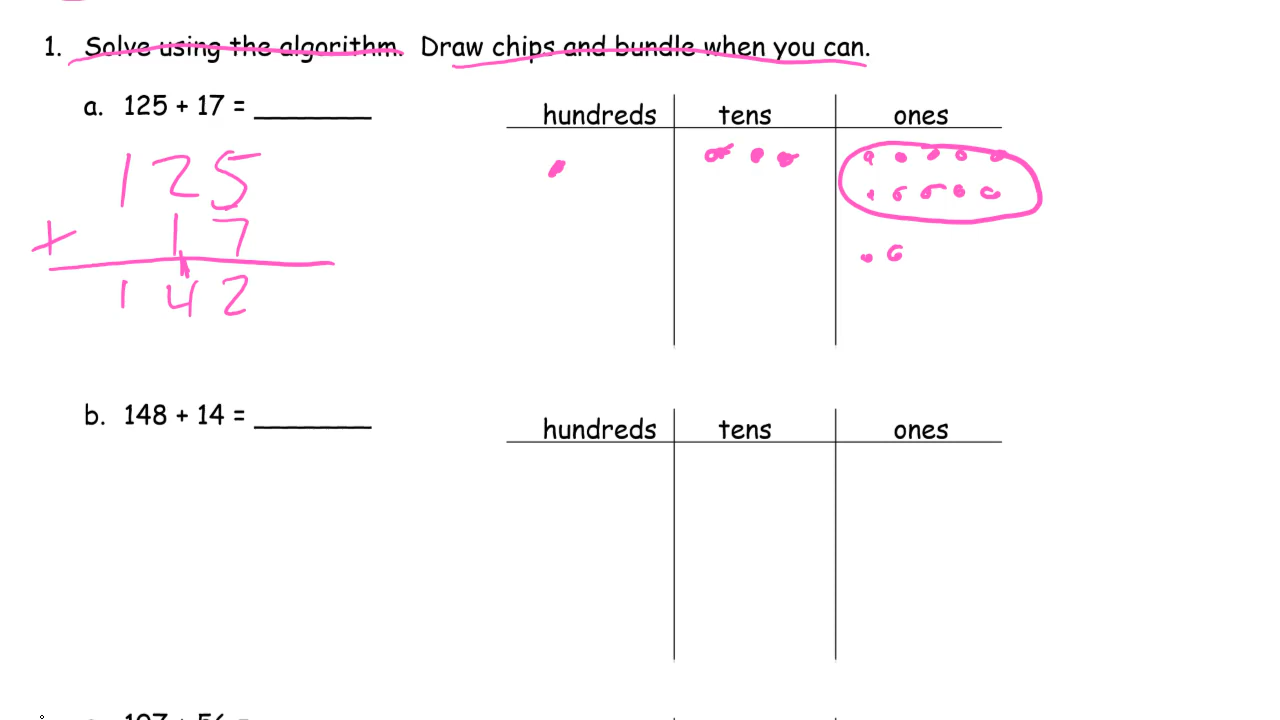 1. Solve using the algorithm. Draw chips and bundle when you can.
a. 125 + 17 = ________
hundreds tens ones
125
+ 17
1
142
b. 148 + 14 = ________
hundreds tens ones